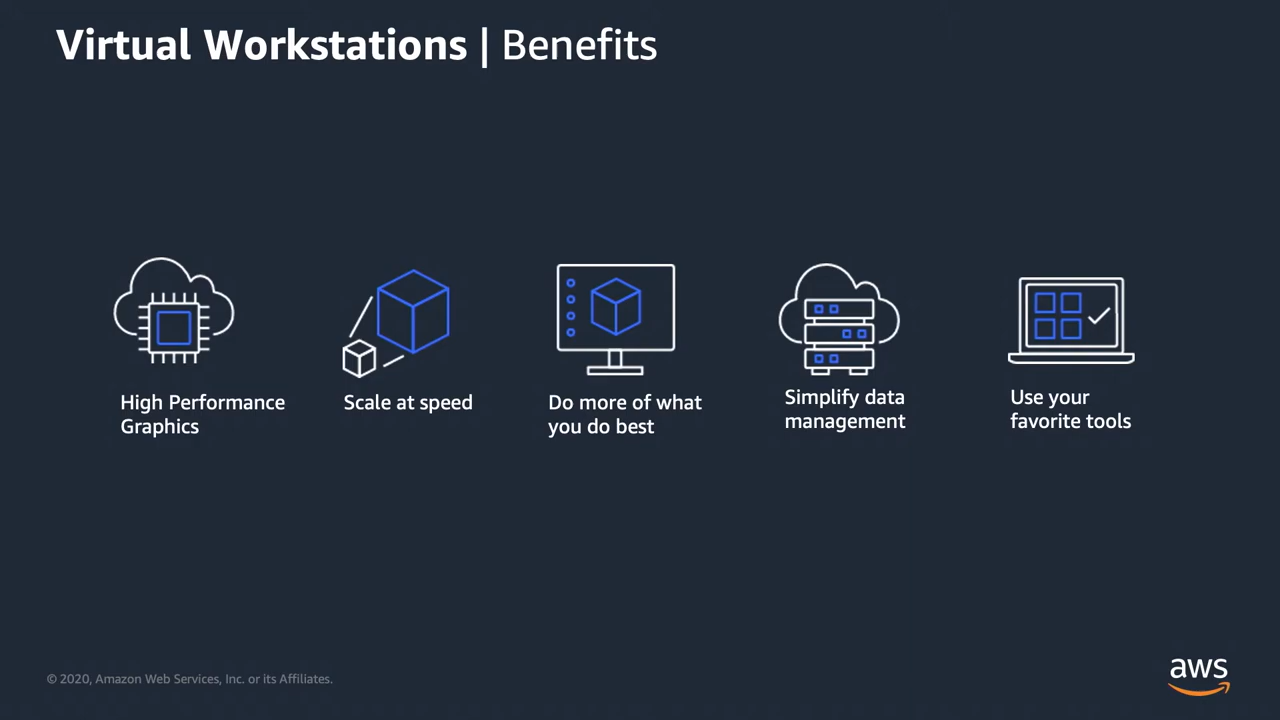 Virtual Workstations | Benefits
High Performance
Graphics
Scale at speed
Do more of what
you do best
Simplify data
management
Use your
favorite tools
© 2020, Amazon Web Services, Inc. or its Affiliates.
aws